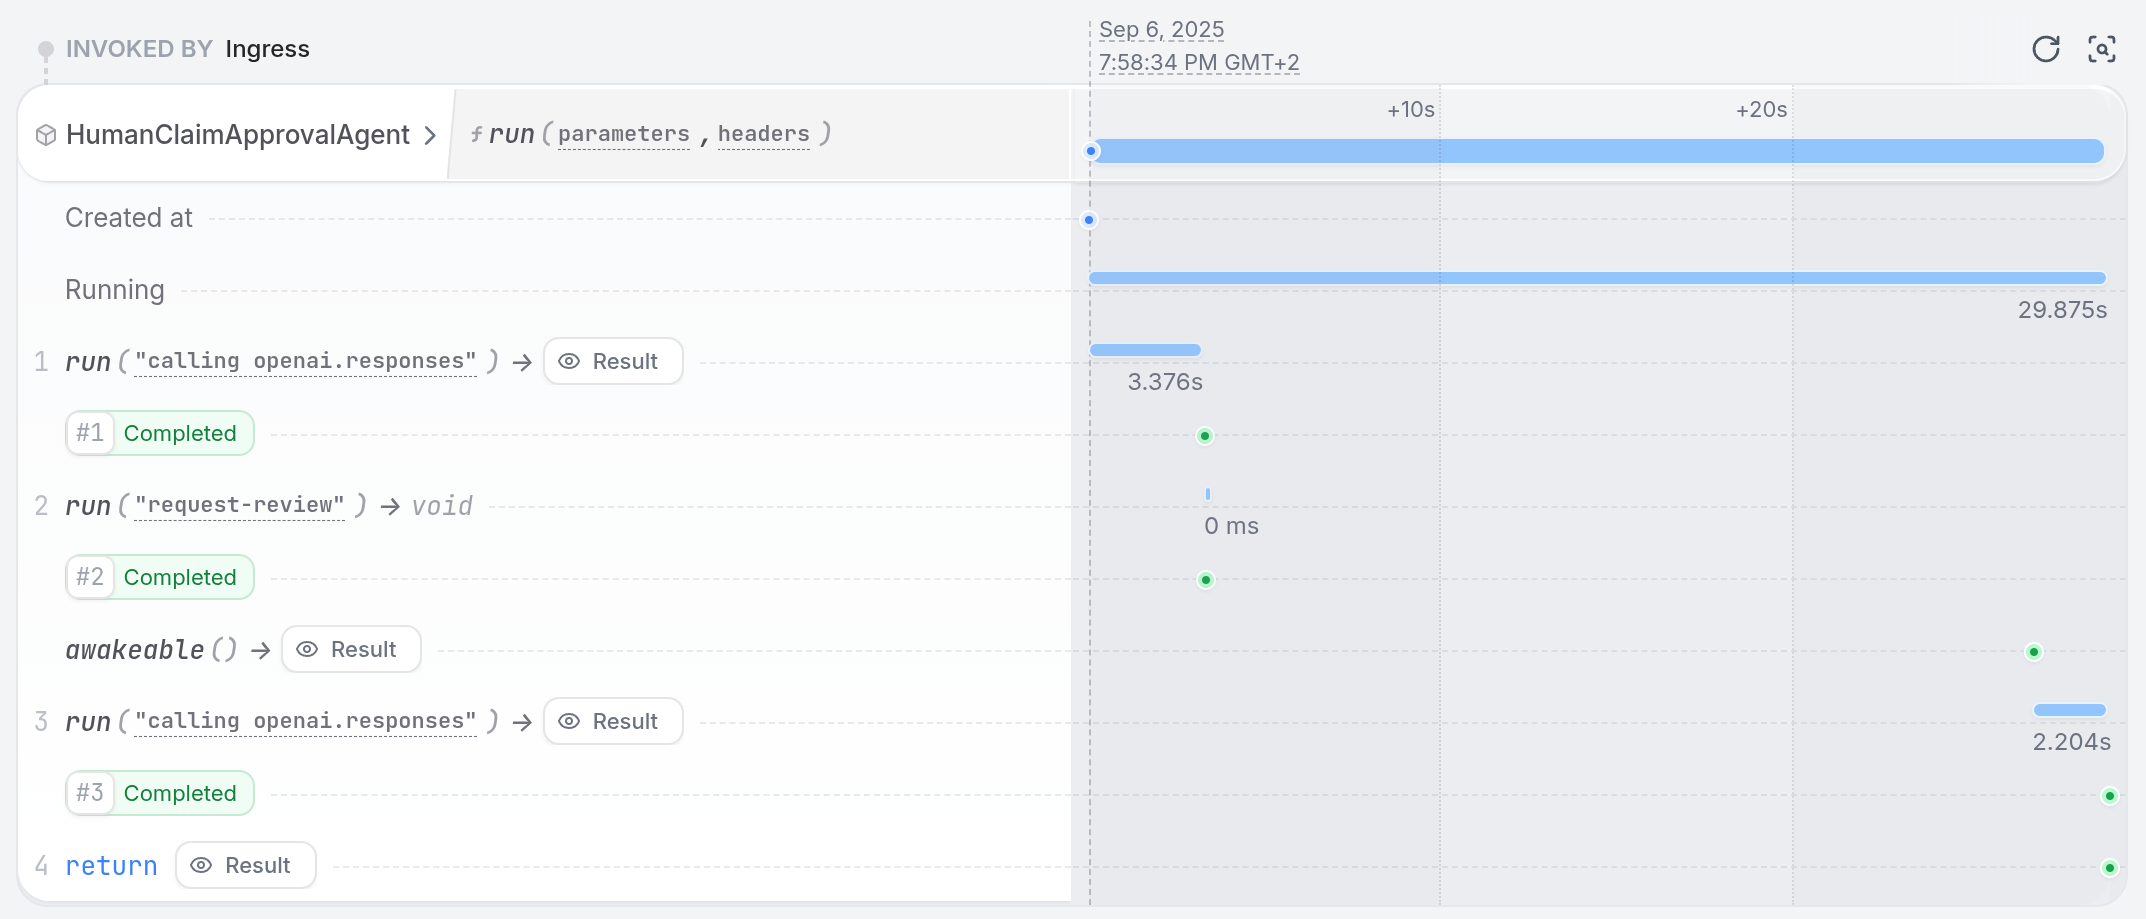 INVOKED BY Ingress
Sep 6, 2025
7:58:34 PM GMT+2
HumanClaimApprovalAgent
ƒ run ( parameters , headers )
+10s
+20s
Created at
Running
29.875s
1 run ( "calling openai.responses" ) → Result
3.376s
#1 Completed
2 run ( "request-review" ) → void
0 ms
#2 Completed
awakeable () → Result
3 run ( "calling openai.responses" ) → Result
2.204s
#3 Completed
4 return Result